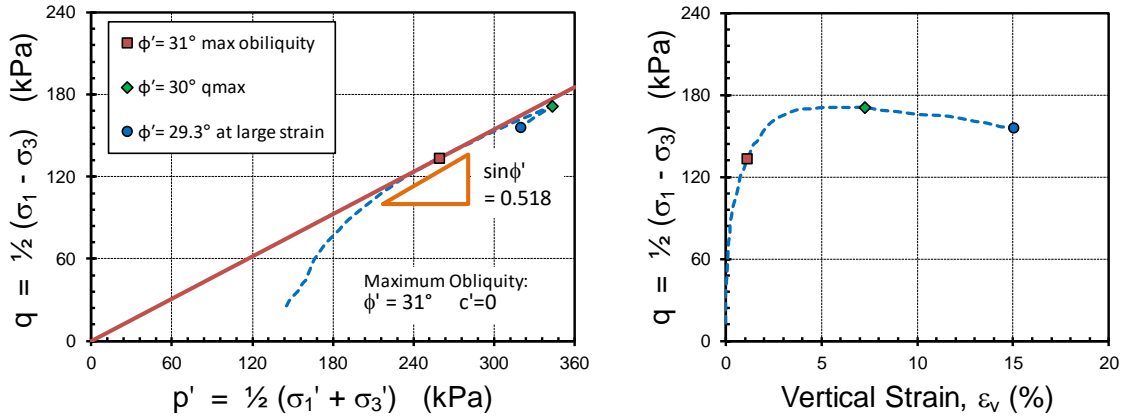 240
180
120
60
0
q = ½ (σ1 - σ3) (kPa)
ϕ′= 31° max obiliquity
ϕ′= 30° qmax
ϕ′= 29.3° at large strain
sinϕ'
= 0.518
Maximum Obliquity:
ϕ' = 31° c'=0
0 60 120 180 240 300 360
p' = ½ (σ1' + σ3') (kPa)
240
180
120
60
0
q = ½ (σ1 - σ3) (kPa)
0 5 10 15 20
Vertical Strain, εv (%)